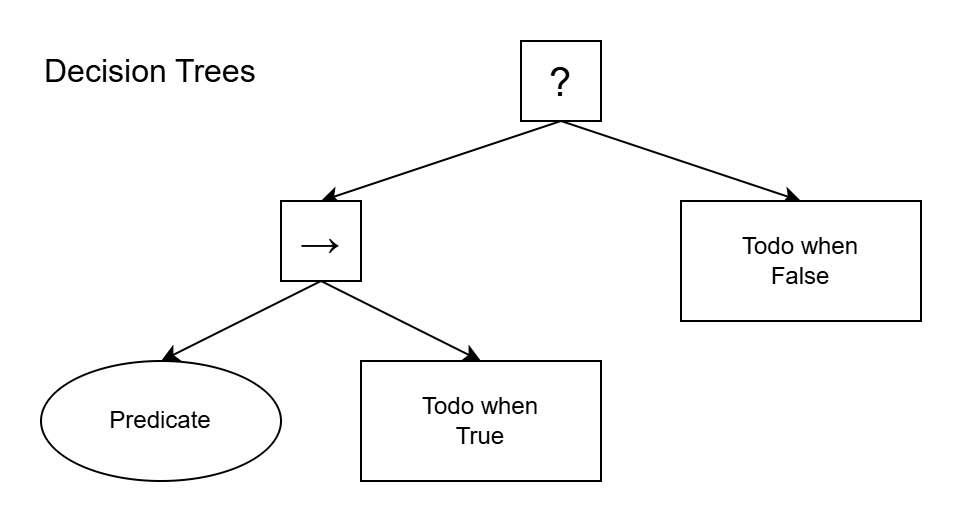 Decision Trees
?
→
Todo when
False
Predicate
Todo when
True